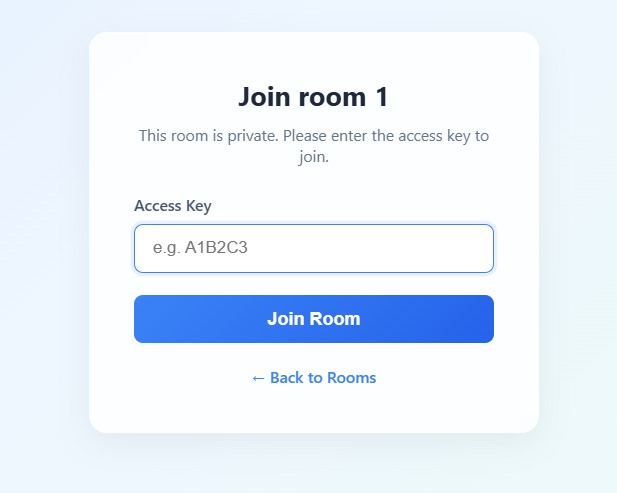 Join room 1
This room is private. Please enter the access key to
join.
Access Key
e.g. A1B2C3
Join Room
← Back to Rooms